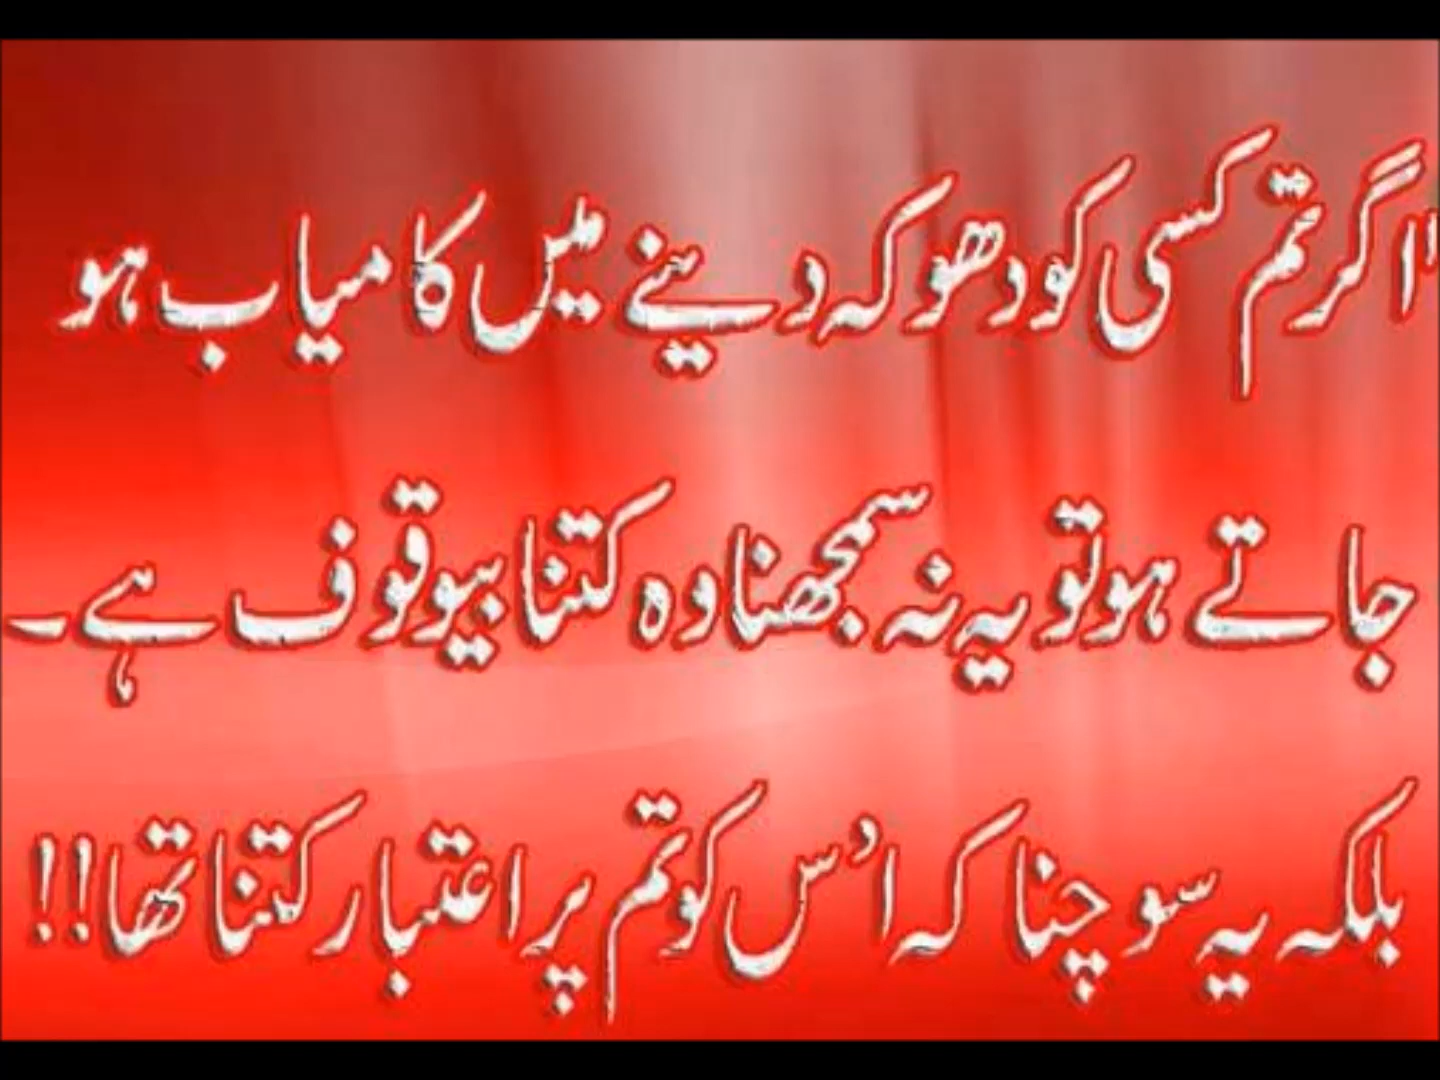 "اگر تم کسی کو دھوکہ دینے میں کامیاب ہو
جاتے ہو تو یہ نہ سمجھنا وہ کتنا بیوقوف ہے۔
بلکہ یہ سوچنا کہ اُس کو تم پر اعتبار کتنا تھا!!